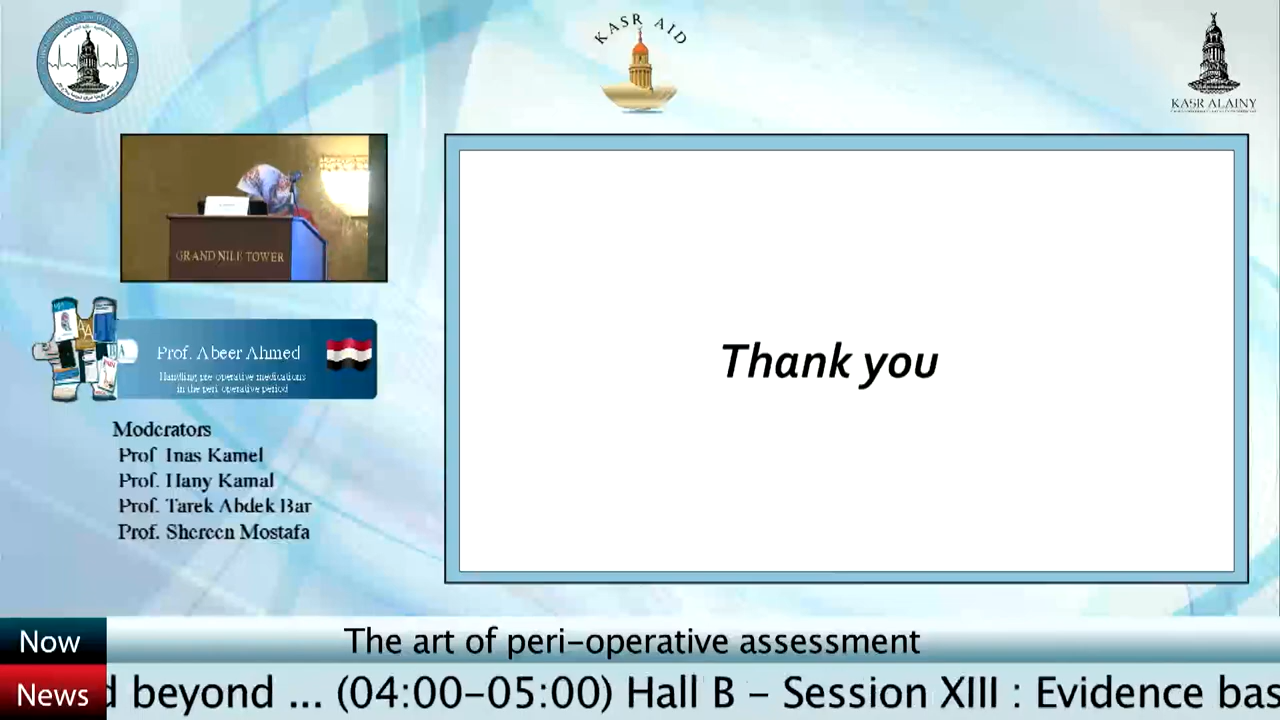 KASR AID
KASR ALAINY
GRAND NILE TOWER
Prof. Abeer Ahmed
Handling pre-operative medications
in the peri operative period
Moderators
Prof Inas Kamel
Prof. Hany Kamal
Prof. Tarek Abdek Bar
Prof. Shereen Mostafa
Thank you
Now
The art of peri-operative assessment
News
d beyond ... (04:00-05:00) Hall B - Session XIII : Evidence bas